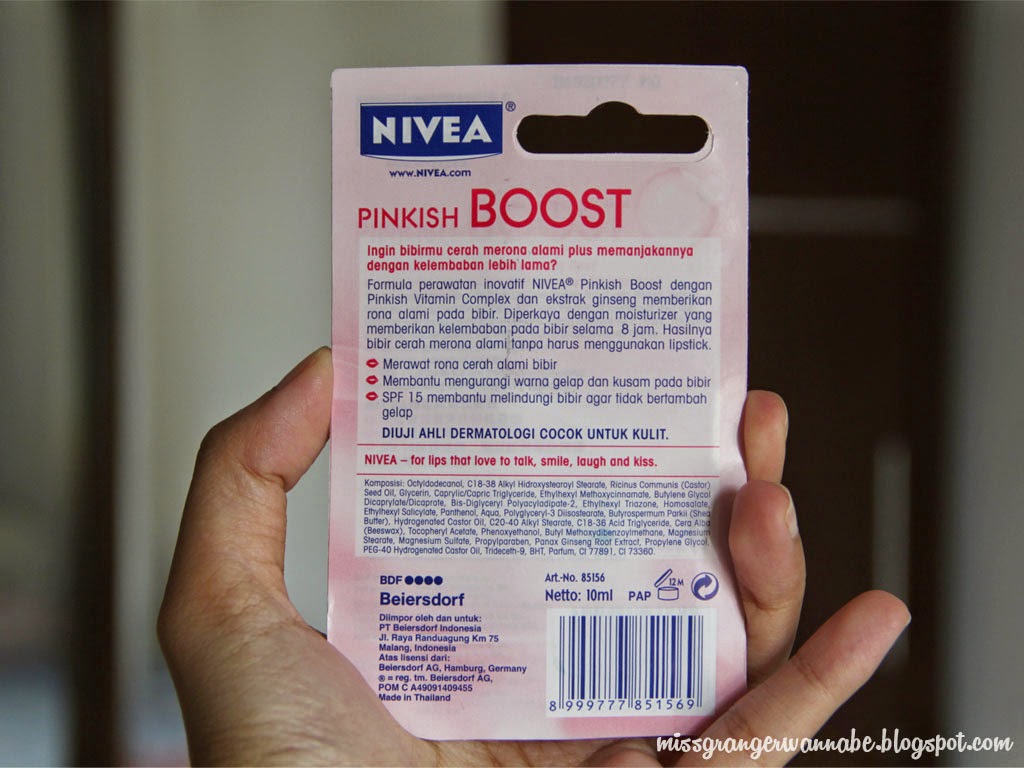 NIVEA®
www.NIVEA.com
PINKISH BOOST
Ingin bibirmu cerah merona alami plus memanjakannya
dengan kelembaban lebih lama?
Formula perawatan inovatif NIVEA® Pinkish Boost dengan
Pinkish Vitamin Complex dan ekstrak ginseng memberikan
rona alami pada bibir. Diperkaya dengan moisturizer yang
memberikan kelembaban pada bibir selama 8 jam. Hasilnya
bibir cerah merona alami tanpa harus menggunakan lipstick.
Merawat rona cerah alami bibir
Membantu mengurangi warna gelap dan kusam pada bibir
SPF 15 membantu melindungi bibir agar tidak bertambah
gelap
DIUJI AHLI DERMATOLOGI COCOK UNTUK KULIT.
NIVEA – for lips that love to talk, smile, laugh and kiss.
Komposisi: Octyldodecanol, C18-38 Alkyl Hydroxystearoyl Stearate, Ricinus Communis (Castor)
Seed Oil, Glycerin, Caprylic/Capric Triglyceride, Ethylhexyl Methoxycinnamate, Butylene Glycol
Dicaprylate/Dicaprate, Bis-Diglyceryl Polyacyladipate-2, Ethylhexyl Triazone, Homosalate,
Ethylhexyl Salicylate, Panthenol, Aqua, Polyglyceryl-3 Diisostearate, Butyrospermum Parkii (Shea
Butter), Hydrogenated Castor Oil, C20-40 Alkyl Stearate, C18-36 Acid Triglyceride, Cera Alba
(Beeswax), Tocopheryl Acetate, Phenoxyethanol, Butyl Methoxydibenzoylmethane, Magnesium
Stearate, Magnesium Sulfate, Propylparaben, Panax Ginseng Root Extract, Propylene Glycol,
PEG-40 Hydrogenated Castor Oil, Trideceth-9, BHT, Parfum, CI 77891, CI 73360.
BDF●●●●
Beiersdorf
Diimpor oleh dan untuk:
PT Beiersdorf Indonesia
Jl. Raya Randuagung Km 75
Malang, Indonesia
Atas lisensi dari:
Beiersdorf AG, Hamburg, Germany
® = reg. tm. Beiersdorf AG,
POM C A49091409455
Made in Thailand
Art.-No. 85156
Netto: 10ml
PAP
12 M
8 999777 851569
missgrangerwannabe.blogspot.com